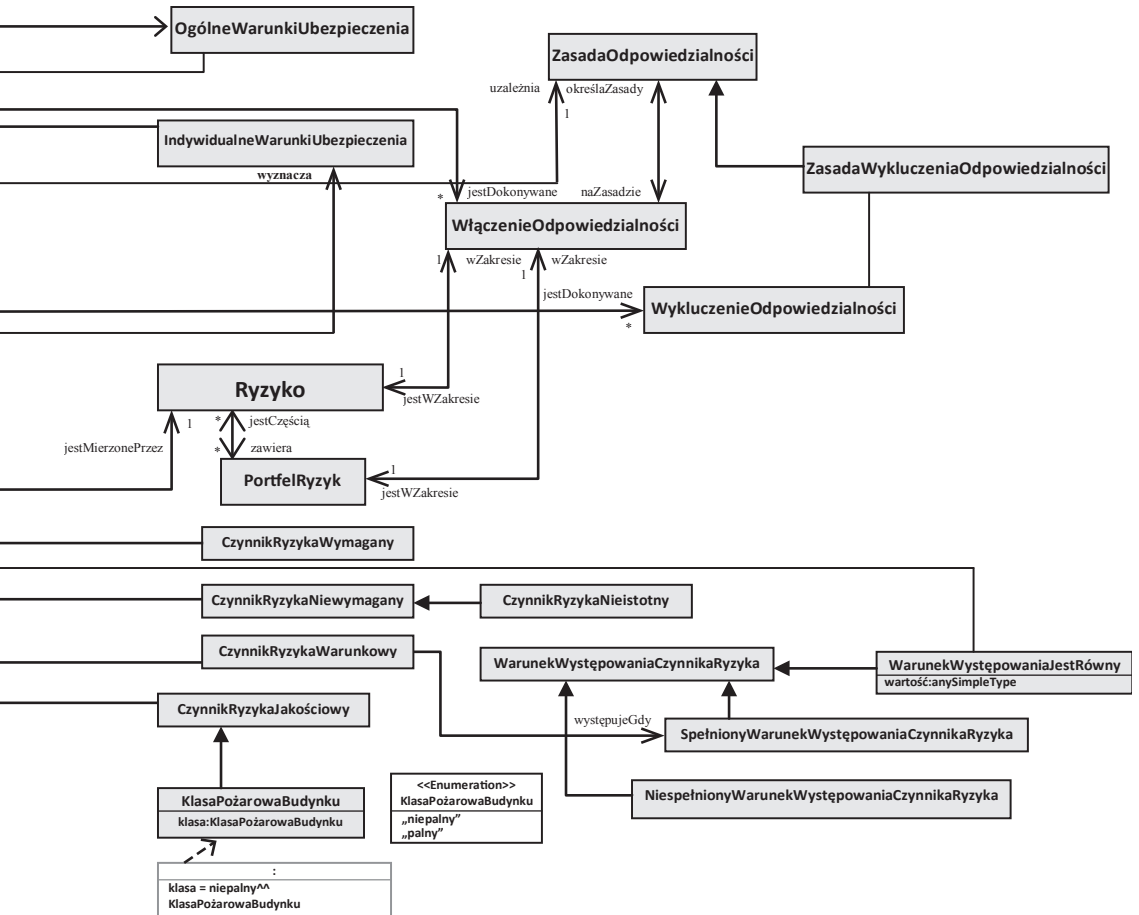 OgólneWarunkiUbezpieczenia
ZasadaOdpowiedzialności
uzależnia
określaZasady
1
IndywidualneWarunkiUbezpieczenia
ZasadaWykluczeniaOdpowiedzialności
wyznacza
jestDokonywane
naZasadzie
*
WłączenieOdpowiedzialności
1
wZakresie
wZakresie
1
jestDokonywane
WykluczenieOdpowiedzialności
*
Ryzyko
1
jestWZakresie
1
*
jestCzęścią
jestMierzonePrzez
*
zawiera
PortfelRyzyk
1
jestWZakresie
CzynnikRyzykaWymagany
CzynnikRyzykaNiewymagany
CzynnikRyzykaNieistotny
CzynnikRyzykaWarunkowy
WarunekWystępowaniaCzynnikaRyzyka
WarunekWystępowaniaJestRówny
wartość:anySimpleType
CzynnikRyzykaJakościowy
występujeGdy
SpełnionyWarunekWystępowaniaCzynnikaRyzyka
<<Enumeration>>
KlasaPożarowaBudynku
„niepalny”
„palny”
NiespełnionyWarunekWystępowaniaCzynnikaRyzyka
KlasaPożarowaBudynku
klasa:KlasaPożarowaBudynku
:
klasa = niepalny^^
KlasaPożarowaBudynku